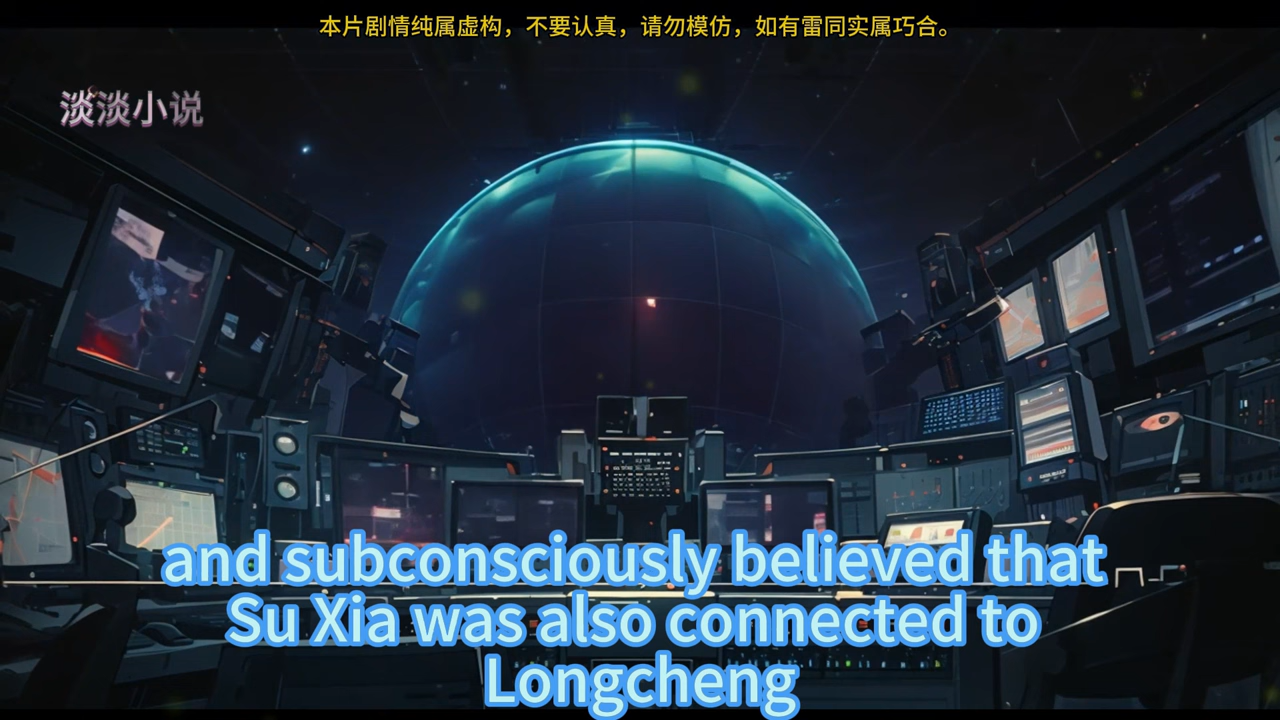 本片剧情纯属虚构，不要认真，请勿模仿，如有雷同实属巧合。
淡淡小说
and subconsciously believed that
Su Xia was also connected to
Longcheng